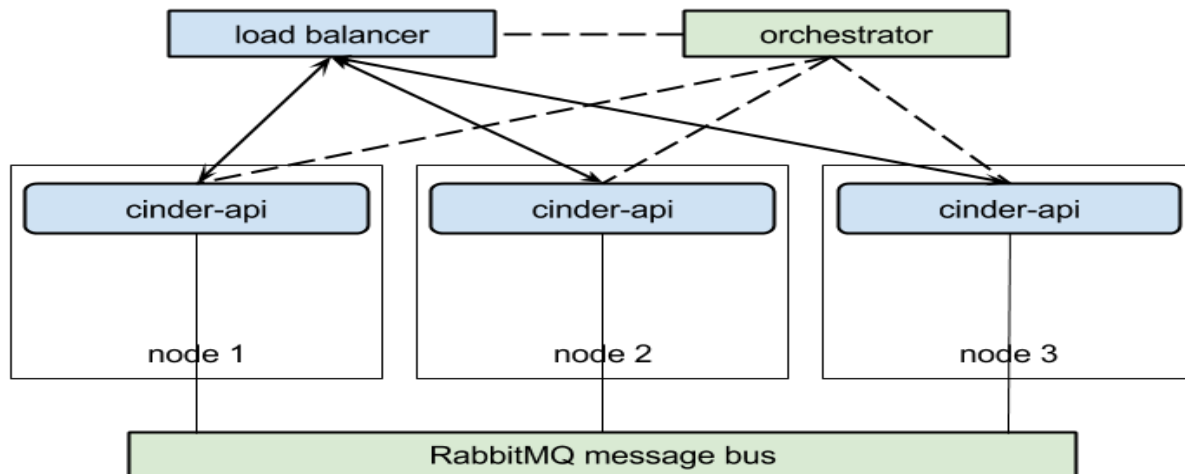 load balancer
orchestrator
cinder-api
cinder-api
cinder-api
node 1
node 2
node 3
RabbitMQ message bus